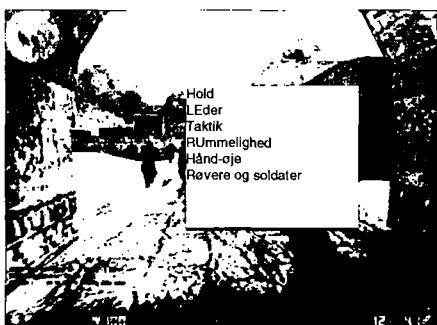 Hold
LEder
Taktik
RUmmelighed
Hånd-øje
Røvere og soldater